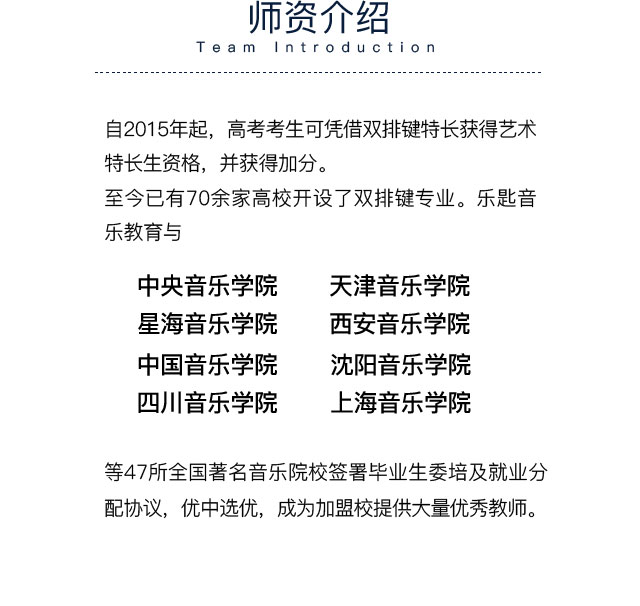 师资介绍
Team Introduction
自2015年起，高考考生可凭借双排键特长获得艺术
特长生资格，并获得加分。
至今已有70余家高校开设了双排键专业。乐匙音
乐教育与
中央音乐学院 天津音乐学院
星海音乐学院 西安音乐学院
中国音乐学院 沈阳音乐学院
四川音乐学院 上海音乐学院
等47所全国著名音乐院校签署毕业生委培及就业分
配协议，优中选优，成为加盟校提供大量优秀教师。